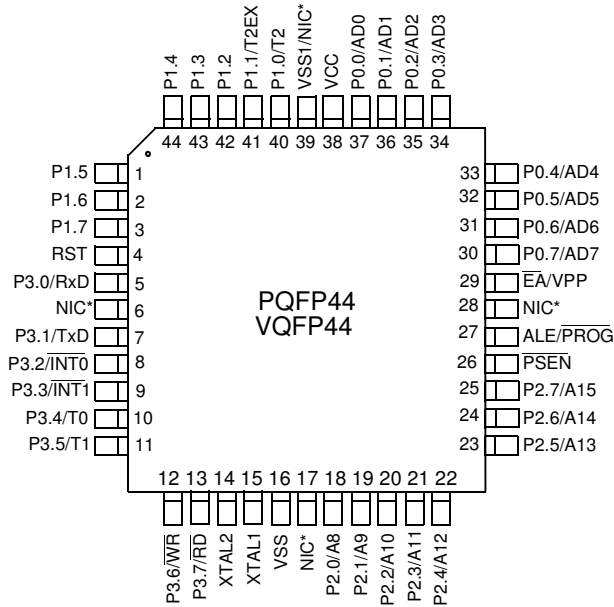 P1.4
P1.3
P1.2
P1.1/T2EX
P1.0/T2
VSS1/NIC*
VCC
P0.0/AD0
P0.1/AD1
P0.2/AD2
P0.3/AD3
44 43 42 41 40 39 38 37 36 35 34
P1.5 1
P1.6 2
P1.7 3
RST 4
P3.0/RxD 5
NIC* 6
P3.1/TxD 7
P3.2/INT0 8
P3.3/INT1 9
P3.4/T0 10
P3.5/T1 11
PQFP44
VQFP44
33 P0.4/AD4
32 P0.5/AD5
31 P0.6/AD6
30 P0.7/AD7
29 EA/VPP
28 NIC*
27 ALE/PROG
26 PSEN
25 P2.7/A15
24 P2.6/A14
23 P2.5/A13
12 13 14 15 16 17 18 19 20 21 22
P3.6/WR
P3.7/RD
XTAL2
XTAL1
VSS
NIC*
P2.0/A8
P2.1/A9
P2.2/A10
P2.3/A11
P2.4/A12